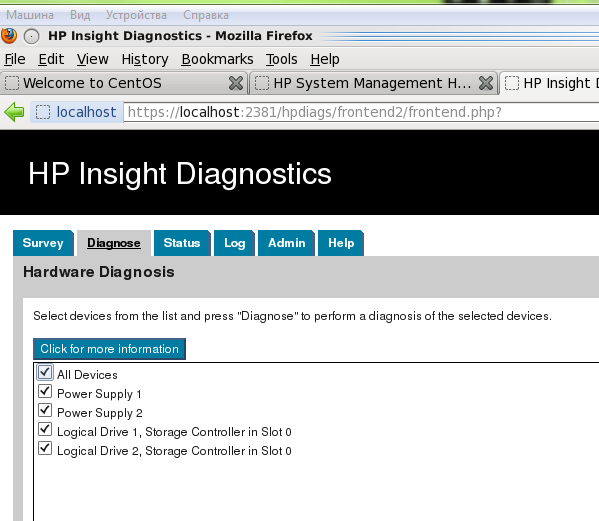 Машина Вид Устройства Справка
HP Insight Diagnostics - Mozilla Firefox
File Edit View History Bookmarks Tools Help
Welcome to CentOS HP System Management H... HP Insight D
localhost https://localhost:2381/hpdiags/frontend2/frontend.php?
HP Insight Diagnostics
Survey Diagnose Status Log Admin Help
Hardware Diagnosis
Select devices from the list and press "Diagnose" to perform a diagnosis of the selected devices.
Click for more information
All Devices
Power Supply 1
Power Supply 2
Logical Drive 1, Storage Controller in Slot 0
Logical Drive 2, Storage Controller in Slot 0